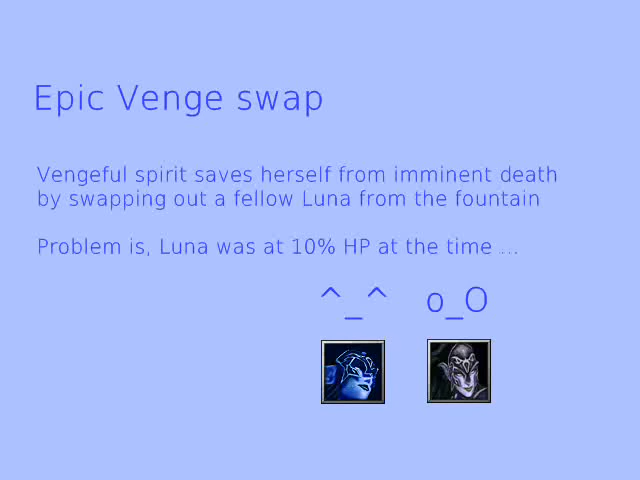 Epic Venge swap
Vengeful spirit saves herself from imminent death
by swapping out a fellow Luna from the fountain
Problem is, Luna was at 10% HP at the time ...
^_^ o_O